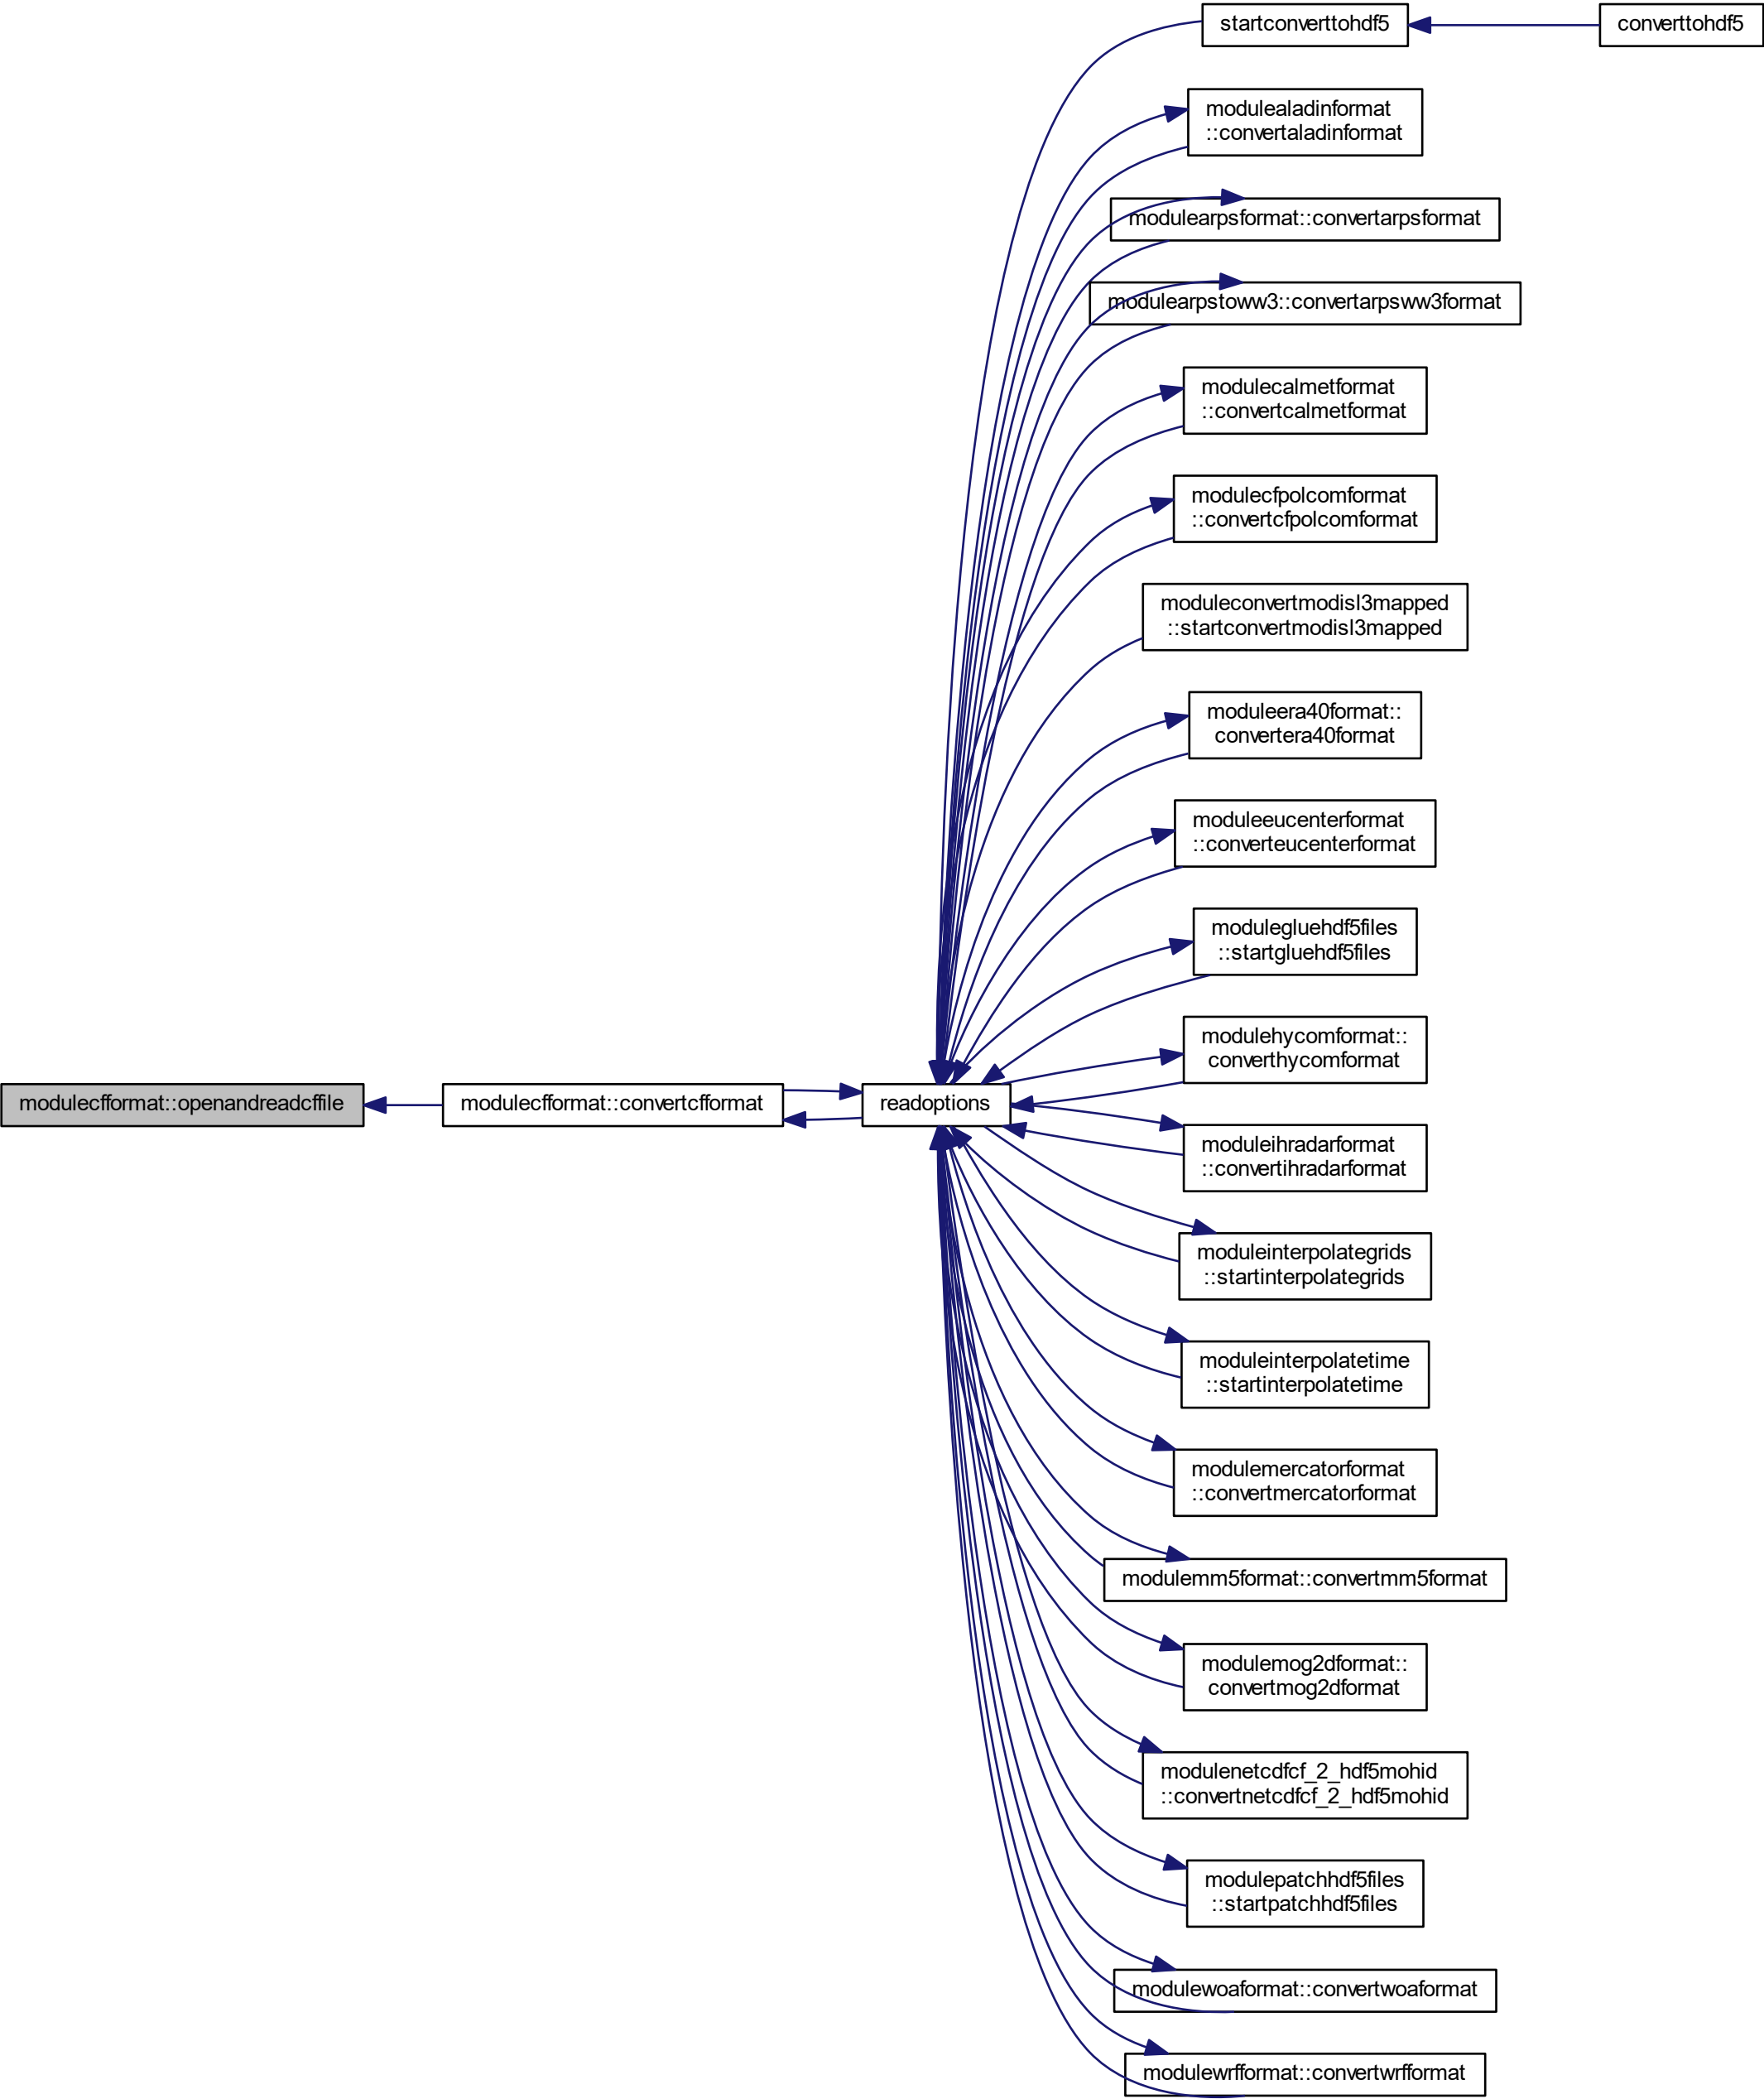 startconverttohdf5
converttohdf5
modulealadinformat
::convertaladinformat
modulearpsformat::convertarpsformat
modulearpstoww3::convertarpsww3format
modulecalmetformat
::convertcalmetformat
modulecfpolcomformat
::convertcfpolcomformat
moduleconvertmodisl3mapped
::startconvertmodisl3mapped
moduleera40format::
convertera40format
moduleeucenterformat
::converteucenterformat
modulegluehdf5files
::startgluehdf5files
modulehycomformat::
converthycomformat
modulecfformat::openandreadcffile
modulecfformat::convertcfformat
readoptions
moduleihradarformat
::convertihradarformat
moduleinterpolategrids
::startinterpolategrids
moduleinterpolatetime
::startinterpolatetime
modulemercatorformat
::convertmercatorformat
modulemm5format::convertmm5format
modulemog2dformat::
convertmog2dformat
modulenetcdfcf_2_hdf5mohid
::convertnetcdfcf_2_hdf5mohid
modulepatchhdf5files
::startpatchhdf5files
modulewoaformat::convertwoaformat
modulewrfformat::convertwrfformat